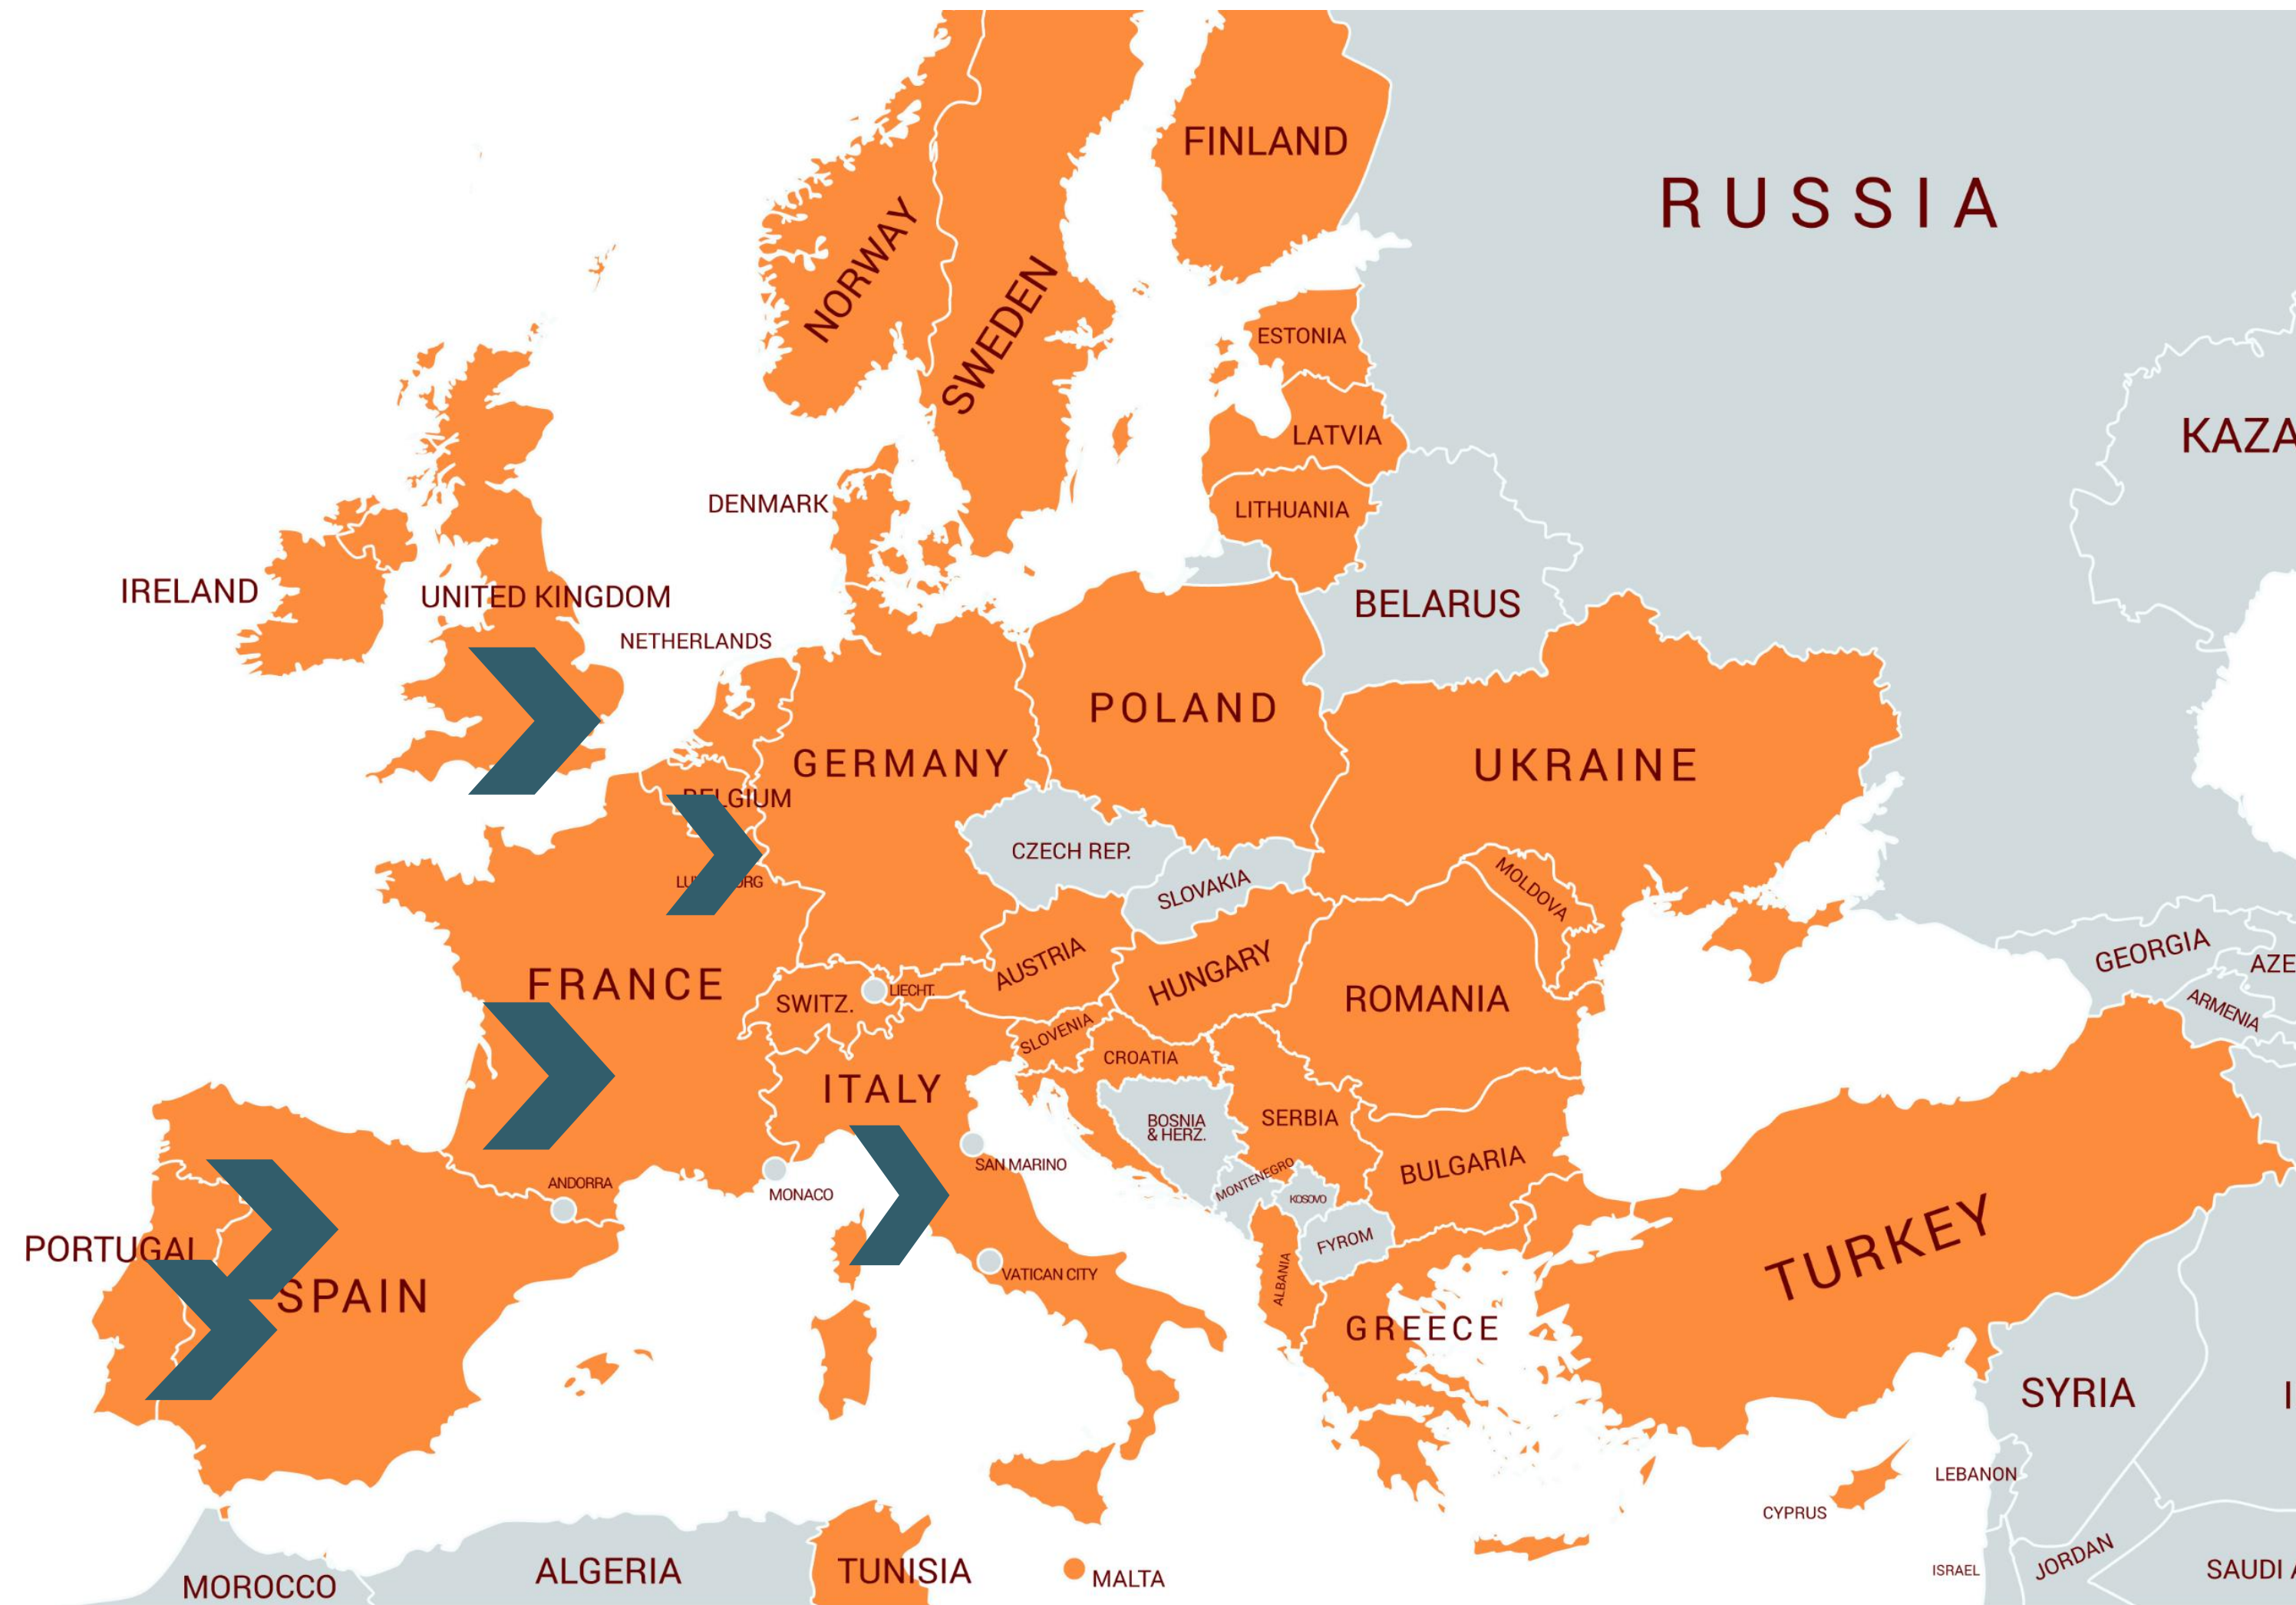 FINLAND
RUSSIA
NORWAY
SWEDEN
ESTONIA
KAZA
LATVIA
DENMARK
LITHUANIA
IRELAND
UNITED KINGDOM
BELARUS
NETHERLANDS
POLAND
GERMANY
UKRAINE
BELGIUM
CZECH REP.
SLOVAKIA
MOLDOVA
GEORGIA
AZE
AUSTRIA
HUNGARY
FRANCE
SWITZ.
LIECHT.
ROMANIA
ARMENIA
SLOVENIA
CROATIA
ITALY
BOSNIA
& HERZ.
SERBIA
SAN MARINO
BULGARIA
ANDORRA
MONACO
MONTENEGRO
KOSOVO
PORTUGAL
FYROM
TURKEY
VATICAN CITY
ALBANIA
SPAIN
GREECE
SYRIA
I
LEBANON
CYPRUS
ALGERIA
TUNISIA
MALTA
ISRAEL
JORDAN
SAUDI A
MOROCCO